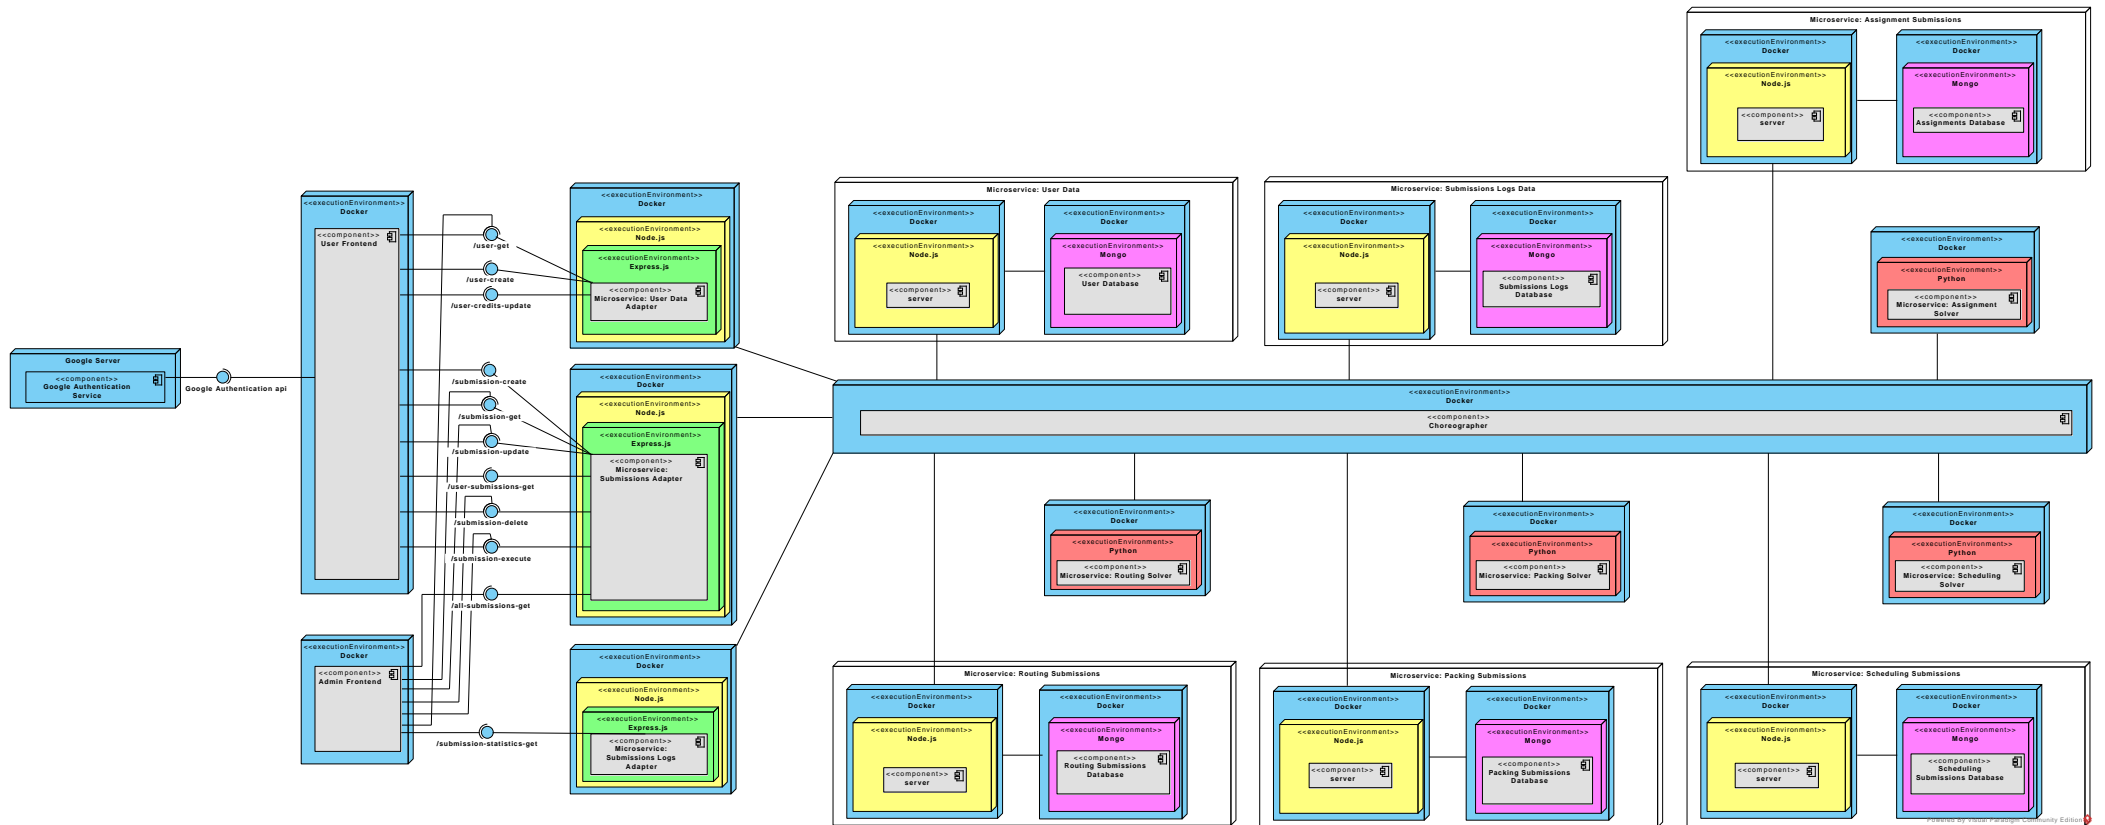 Google Server
<<component>>
Google Authentication
Service
Google Authentication api
<<executionEnvironment>>
Docker
<<component>>
User Frontend
<<executionEnvironment>>
Docker
<<component>>
Admin Frontend
/user-get
/user-create
/user-credits-update
/submission-create
/submission-get
/submission-update
/user-submissions-get
/submission-delete
/submission-execute
/all-submissions-get
/submission-statistics-get
<<executionEnvironment>>
Docker
<<executionEnvironment>>
Node.js
<<executionEnvironment>>
Express.js
<<component>>
Microservice: User Data
Adapter
<<executionEnvironment>>
Docker
<<executionEnvironment>>
Node.js
<<executionEnvironment>>
Express.js
<<component>>
Microservice:
Submissions Adapter
<<executionEnvironment>>
Docker
<<executionEnvironment>>
Node.js
<<executionEnvironment>>
Express.js
<<component>>
Microservice:
Submissions Logs
Adapter
Microservice: User Data
<<executionEnvironment>>
Docker
<<executionEnvironment>>
Node.js
<<component>>
server
<<executionEnvironment>>
Docker
<<executionEnvironment>>
Mongo
<<component>>
User Database
Microservice: Submissions Logs Data
<<executionEnvironment>>
Docker
<<executionEnvironment>>
Node.js
<<component>>
server
<<executionEnvironment>>
Docker
<<executionEnvironment>>
Mongo
<<component>>
Submissions Logs
Database
Microservice: Assignment Submissions
<<executionEnvironment>>
Docker
<<executionEnvironment>>
Node.js
<<component>>
server
<<executionEnvironment>>
Docker
<<executionEnvironment>>
Mongo
<<component>>
Assignments Database
<<executionEnvironment>>
Docker
<<executionEnvironment>>
Python
<<component>>
Microservice: Assignment
Solver
<<executionEnvironment>>
Docker
<<component>>
Choreographer
<<executionEnvironment>>
Docker
<<executionEnvironment>>
Python
<<component>>
Microservice: Routing Solver
<<executionEnvironment>>
Docker
<<executionEnvironment>>
Python
<<component>>
Microservice: Packing Solver
<<executionEnvironment>>
Docker
<<executionEnvironment>>
Python
<<component>>
Microservice: Scheduling
Solver
Microservice: Routing Submissions
<<executionEnvironment>>
Docker
<<executionEnvironment>>
Node.js
<<component>>
server
<<executionEnvironment>>
Docker
<<executionEnvironment>>
Mongo
<<component>>
Routing Submissions
Database
Microservice: Packing Submissions
<<executionEnvironment>>
Docker
<<executionEnvironment>>
Node.js
<<component>>
server
<<executionEnvironment>>
Docker
<<executionEnvironment>>
Mongo
<<component>>
Packing Submissions
Database
Microservice: Scheduling Submissions
<<executionEnvironment>>
Docker
<<executionEnvironment>>
Node.js
<<component>>
server
<<executionEnvironment>>
Docker
<<executionEnvironment>>
Mongo
<<component>>
Scheduling
Submissions Database
Powered By Visual Paradigm Community Edition